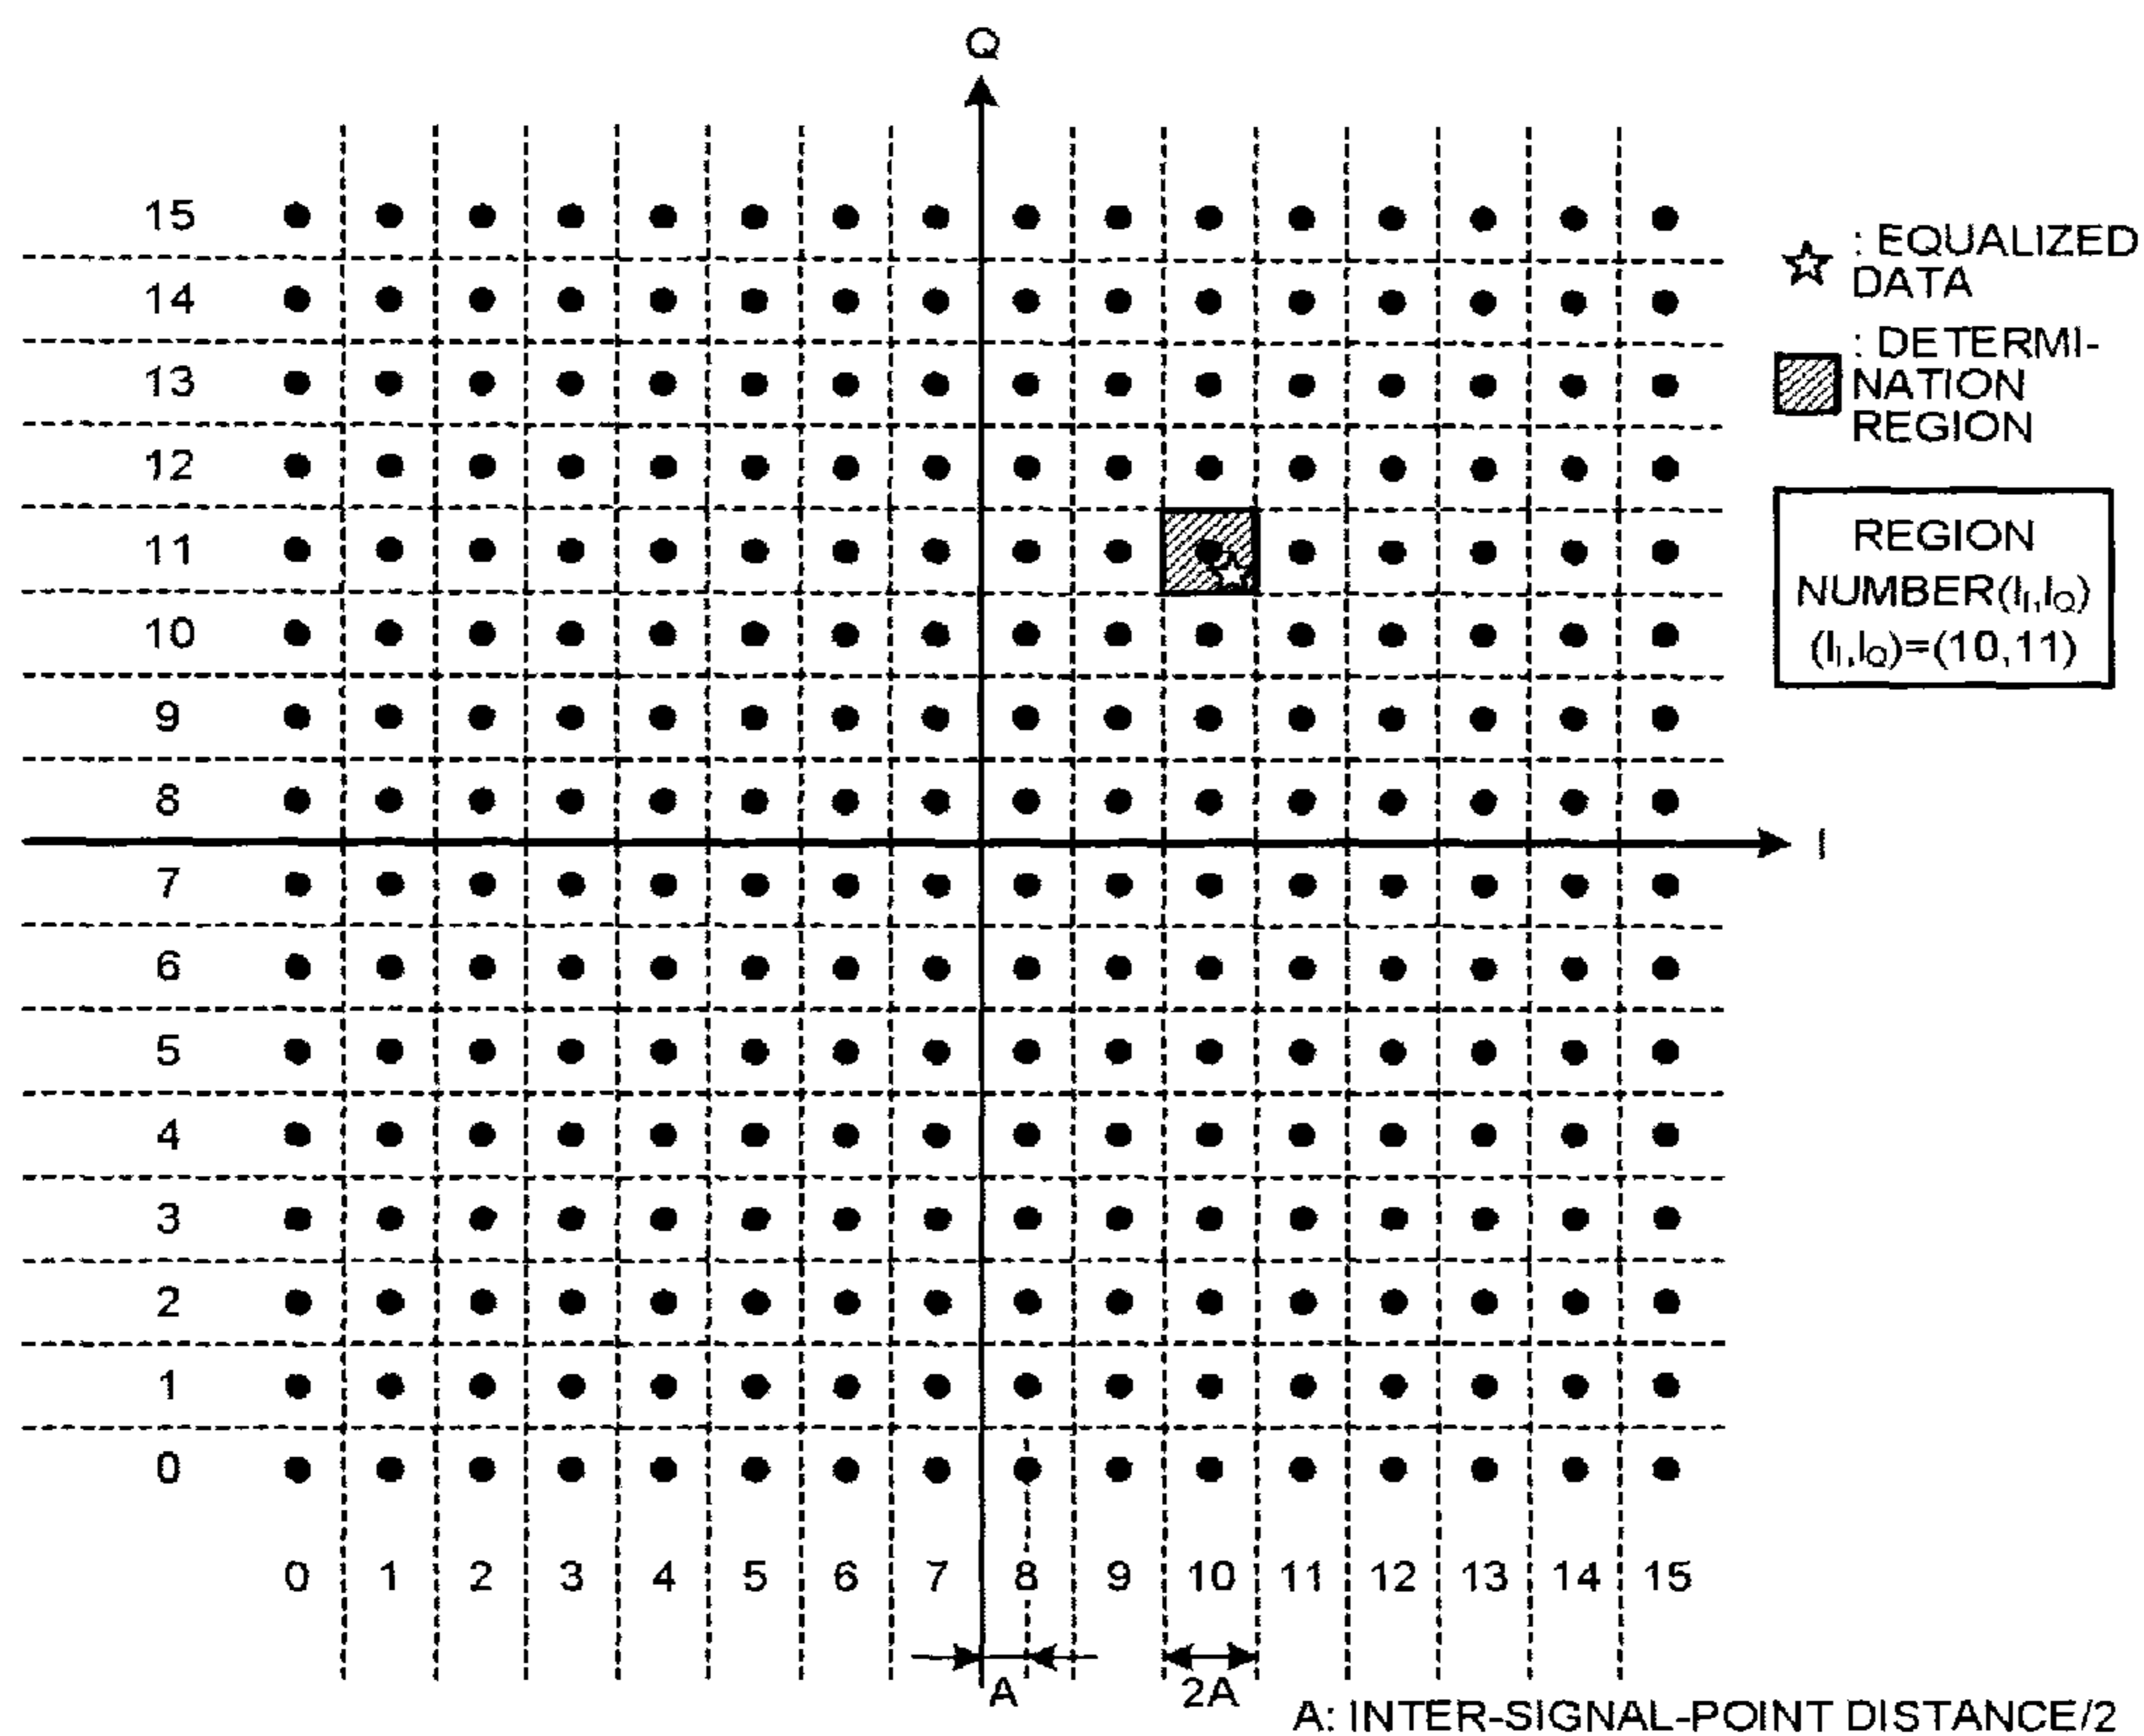 Q
15
14
13
12
11
10
9
8
7
6
5
4
3
2
1
0
I
0 1 2 3 4 5 6 7 8 9 10 11 12 13 14 15
A
2A
A: INTER-SIGNAL-POINT DISTANCE/2
: EQUALIZED
DATA
: DETERMI-
NATION
REGION
REGION
NUMBER(I_I,I_Q)
(I_I,I_Q)=(10,11)